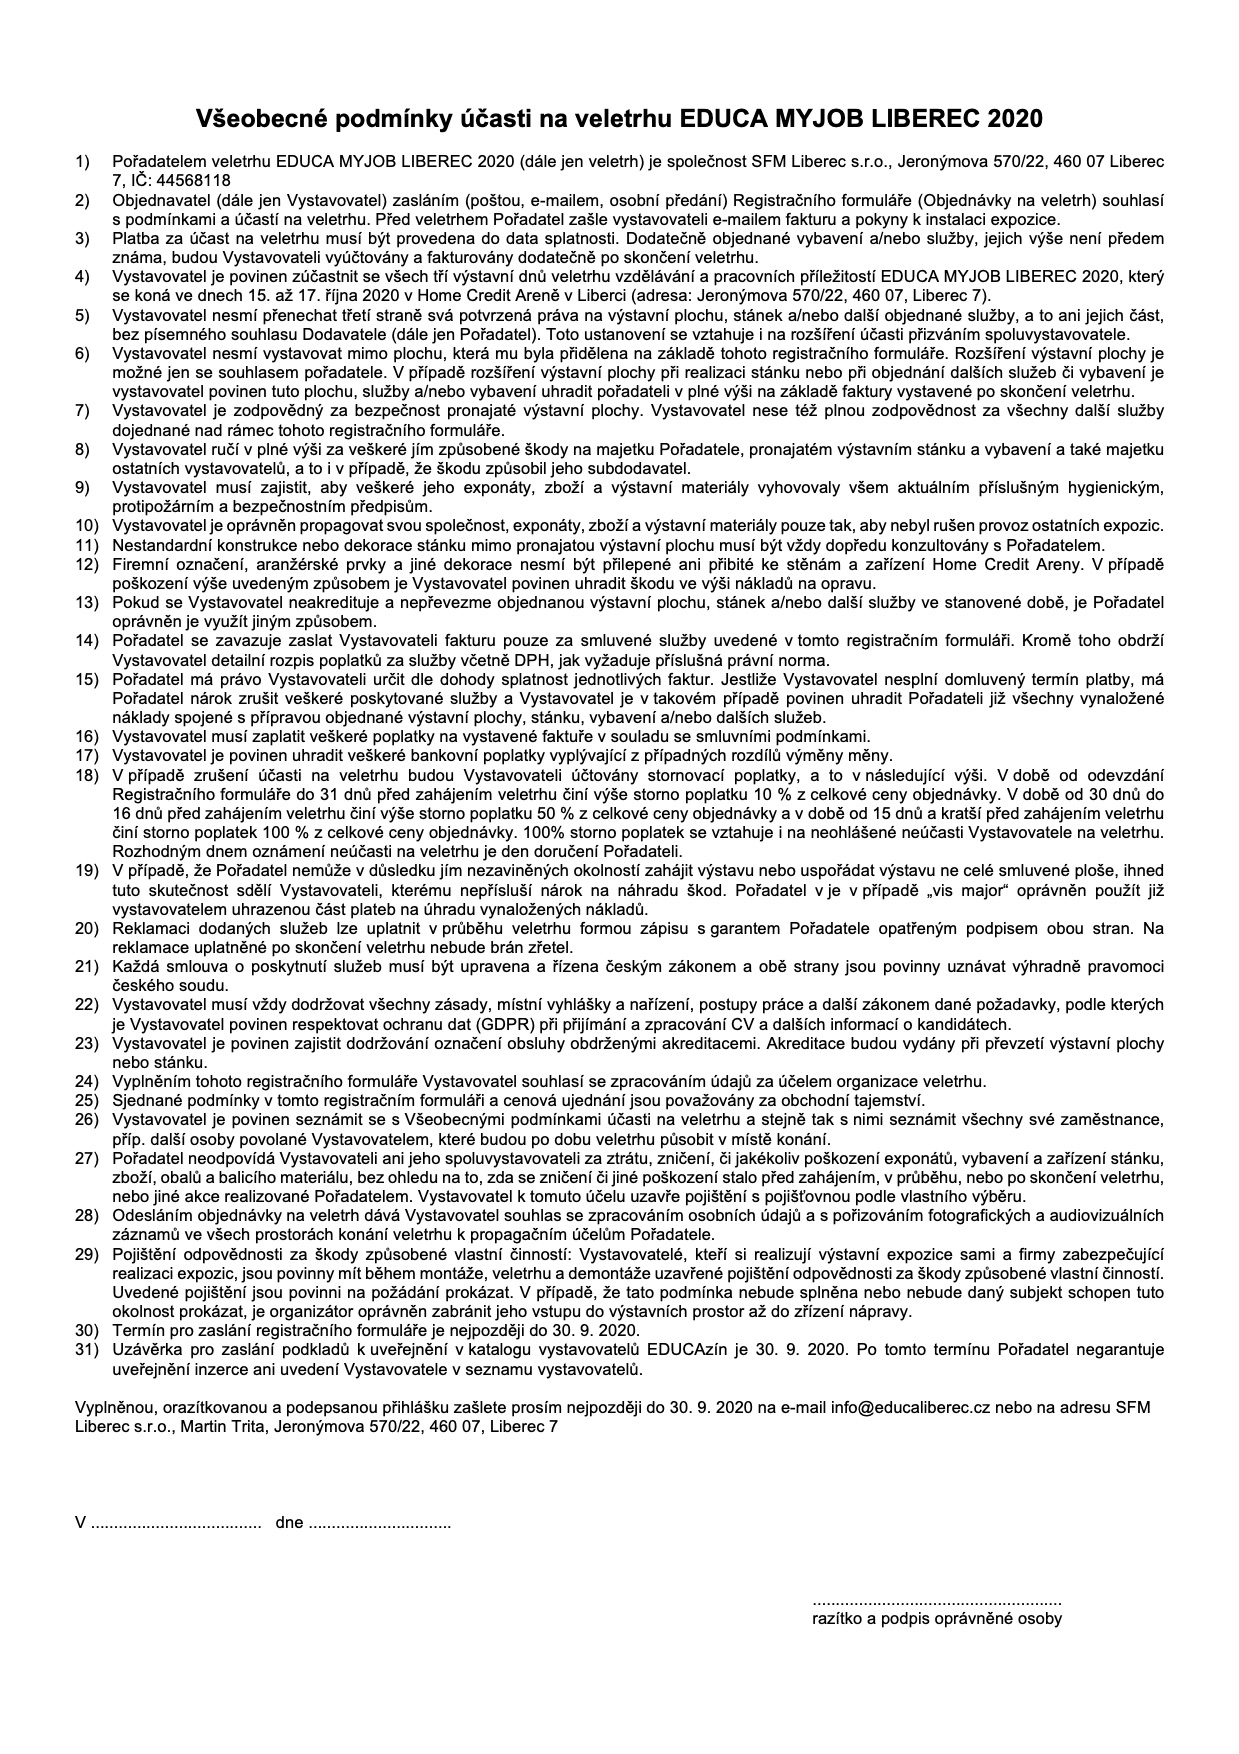 Všeobecné podmínky účasti na veletrhu EDUCA MYJOB LIBEREC 2020
1) Pořadatelem veletrhu EDUCA MYJOB LIBEREC 2020 (dále jen veletrh) je společnost SFM Liberec s.r.o., Jeronýmova 570/22, 460 07 Liberec
7, IČ: 44568118
2) Objednavatel (dále jen Vystavovatel) zasláním (poštou, e-mailem, osobní předání) Registračního formuláře (Objednávky na veletrh) souhlasí
s podmínkami a účastí na veletrhu. Před veletrhem Pořadatel zašle vystavovateli e-mailem fakturu a pokyny k instalaci expozice.
3) Platba za účast na veletrhu musí být provedena do data splatnosti. Dodatečně objednané vybavení a/nebo služby, jejich výše není předem
známa, budou Vystavovateli vyúčtovány a fakturovány dodatečně po skončení veletrhu.
4) Vystavovatel je povinen zúčastnit se všech tří výstavní dnů veletrhu vzdělávání a pracovních příležitostí EDUCA MYJOB LIBEREC 2020, který
se koná ve dnech 15. až 17. října 2020 v Home Credit Areně v Liberci (adresa: Jeronýmova 570/22, 460 07, Liberec 7).
5) Vystavovatel nesmí přenechat třetí straně svá potvrzená práva na výstavní plochu, stánek a/nebo další objednané služby, a to ani jejich část,
bez písemného souhlasu Dodavatele (dále jen Pořadatel). Toto ustanovení se vztahuje i na rozšíření účasti přizváním spoluvystavovatele.
6) Vystavovatel nesmí vystavovat mimo plochu, která mu byla přidělena na základě tohoto registračního formuláře. Rozšíření výstavní plochy je
možné jen se souhlasem pořadatele. V případě rozšíření výstavní plochy při realizaci stánku nebo při objednání dalších služeb či vybavení je
vystavovatel povinen tuto plochu, služby a/nebo vybavení uhradit pořadateli v plné výši na základě faktury vystavené po skončení veletrhu.
7) Vystavovatel je zodpovědný za bezpečnost pronajaté výstavní plochy. Vystavovatel nese též plnou zodpovědnost za všechny další služby
dojednané nad rámec tohoto registračního formuláře.
8) Vystavovatel ručí v plné výši za veškeré jím způsobené škody na majetku Pořadatele, pronajatém výstavním stánku a vybavení a také majetku
ostatních vystavovatelů, a to i v případě, že škodu způsobil jeho subdodavatel.
9) Vystavovatel musí zajistit, aby veškeré jeho exponáty, zboží a výstavní materiály vyhovovaly všem aktuálním příslušným hygienickým,
protipožárním a bezpečnostním předpisům.
10) Vystavovatel je oprávněn propagovat svou společnost, exponáty, zboží a výstavní materiály pouze tak, aby nebyl rušen provoz ostatních expozic.
11) Nestandardní konstrukce nebo dekorace stánku mimo pronajatou výstavní plochu musí být vždy dopředu konzultovány s Pořadatelem.
12) Firemní označení, aranžérské prvky a jiné dekorace nesmí být přilepené ani přibité ke stěnám a zařízení Home Credit Areny. V případě
poškození výše uvedeným způsobem je Vystavovatel povinen uhradit škodu ve výši nákladů na opravu.
13) Pokud se Vystavovatel neakredituje a nepřevezme objednanou výstavní plochu, stánek a/nebo další služby ve stanovené době, je Pořadatel
oprávněn je využít jiným způsobem.
14) Pořadatel se zavazuje zaslat Vystavovateli fakturu pouze za smluvené služby uvedené v tomto registračním formuláři. Kromě toho obdrží
Vystavovatel detailní rozpis poplatků za služby včetně DPH, jak vyžaduje příslušná právní norma.
15) Pořadatel má právo Vystavovateli určit dle dohody splatnost jednotlivých faktur. Jestliže Vystavovatel nesplní domluvený termín platby, má
Pořadatel nárok zrušit veškeré poskytované služby a Vystavovatel je v takovém případě povinen uhradit Pořadateli již všechny vynaložené
náklady spojené s přípravou objednané výstavní plochy, stánku, vybavení a/nebo dalších služeb.
16) Vystavovatel musí zaplatit veškeré poplatky na vystavené faktuře v souladu se smluvními podmínkami.
17) Vystavovatel je povinen uhradit veškeré bankovní poplatky vyplývající z případných rozdílů výměny měny.
18) V případě zrušení účasti na veletrhu budou Vystavovateli účtovány stornovací poplatky, a to v následující výši. V době od odevzdání
Registračního formuláře do 31 dnů před zahájením veletrhu činí výše storno poplatku 10 % z celkové ceny objednávky. V době od 30 dnů do
16 dnů před zahájením veletrhu činí výše storno poplatku 50 % z celkové ceny objednávky a v době od 15 dnů a kratší před zahájením veletrhu
činí storno poplatek 100 % z celkové ceny objednávky. 100% storno poplatek se vztahuje i na neohlášené neúčasti Vystavovatele na veletrhu.
Rozhodným dnem oznámení neúčasti na veletrhu je den doručení Pořadateli.
19) V případě, že Pořadatel nemůže v důsledku jím nezaviněných okolností zahájit výstavu nebo uspořádat výstavu ne celé smluvené ploše, ihned
tuto skutečnost sdělí Vystavovateli, kterému nepřísluší nárok na náhradu škod. Pořadatel v je v případě „vis major“ oprávněn použít již
vystavovatelem uhrazenou část plateb na úhradu vynaložených nákladů.
20) Reklamaci dodaných služeb lze uplatnit v průběhu veletrhu formou zápisu s garantem Pořadatele opatřeným podpisem obou stran. Na
reklamace uplatněné po skončení veletrhu nebude brán zřetel.
21) Každá smlouva o poskytnutí služeb musí být upravena a řízena českým zákonem a obě strany jsou povinny uznávat výhradně pravomoci
českého soudu.
22) Vystavovatel musí vždy dodržovat všechny zásady, místní vyhlášky a nařízení, postupy práce a další zákonem dané požadavky, podle kterých
je Vystavovatel povinen respektovat ochranu dat (GDPR) při přijímání a zpracování CV a dalších informací o kandidátech.
23) Vystavovatel je povinen zajistit dodržování označení obsluhy obdrženými akreditacemi. Akreditace budou vydány při převzetí výstavní plochy
nebo stánku.
24) Vyplněním tohoto registračního formuláře Vystavovatel souhlasí se zpracováním údajů za účelem organizace veletrhu.
25) Sjednané podmínky v tomto registračním formuláři a cenová ujednání jsou považovány za obchodní tajemství.
26) Vystavovatel je povinen seznámit se s Všeobecnými podmínkami účasti na veletrhu a stejně tak s nimi seznámit všechny své zaměstnance,
příp. další osoby povolané Vystavovatelem, které budou po dobu veletrhu působit v místě konání.
27) Pořadatel neodpovídá Vystavovateli ani jeho spoluvystavovateli za ztrátu, zničení, či jakékoliv poškození exponátů, vybavení a zařízení stánku,
zboží, obalů a balicího materiálu, bez ohledu na to, zda se zničení či jiné poškození stalo před zahájením, v průběhu, nebo po skončení veletrhu,
nebo jiné akce realizované Pořadatelem. Vystavovatel k tomuto účelu uzavře pojištění s pojišťovnou podle vlastního výběru.
28) Odesláním objednávky na veletrh dává Vystavovatel souhlas se zpracováním osobních údajů a s pořizováním fotografických a audiovizuálních
záznamů ve všech prostorách konání veletrhu k propagačním účelům Pořadatele.
29) Pojištění odpovědnosti za škody způsobené vlastní činností: Vystavovatelé, kteří si realizují výstavní expozice sami a firmy zabezpečující
realizaci expozic, jsou povinny mít během montáže, veletrhu a demontáže uzavřené pojištění odpovědnosti za škody způsobené vlastní činností.
Uvedené pojištění jsou povinni na požádání prokázat. V případě, že tato podmínka nebude splněna nebo nebude daný subjekt schopen tuto
okolnost prokázat, je organizátor oprávněn zabránit jeho vstupu do výstavních prostor až do zřízení nápravy.
30) Termín pro zaslání registračního formuláře je nejpozději do 30. 9. 2020.
31) Uzávěrka pro zaslání podkladů k uveřejnění v katalogu vystavovatelů EDUCAzín je 30. 9. 2020. Po tomto termínu Pořadatel negarantuje
uveřejnění inzerce ani uvedení Vystavovatele v seznamu vystavovatelů.
Vyplněnou, orazítkovanou a podepsanou přihlášku zašlete prosím nejpozději do 30. 9. 2020 na e-mail info@educaliberec.cz nebo na adresu SFM
Liberec s.r.o., Martin Trita, Jeronýmova 570/22, 460 07, Liberec 7
V ..................................... dne ...............................
......................................................
razítko a podpis oprávněné osoby